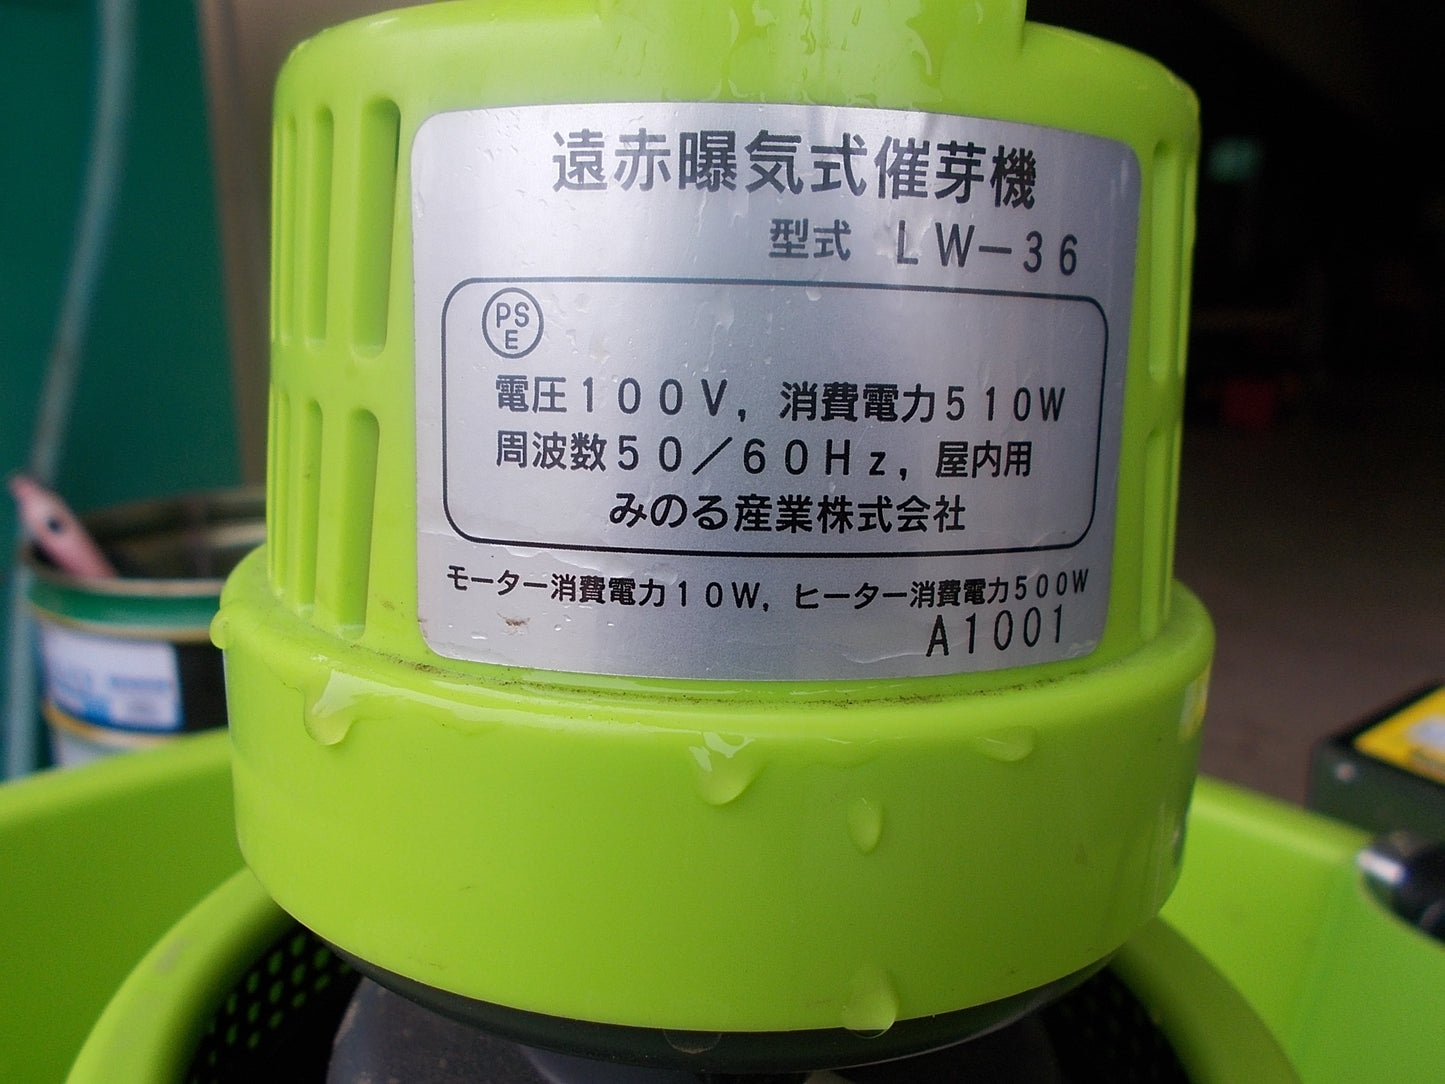 遠赤曝気式催芽機
型式 LW-36
PS
E
電圧100V, 消費電力510W
周波数50/60Hz, 屋内用
みのる産業株式会社
モーター消費電力10W, ヒーター消費電力500W
A1001